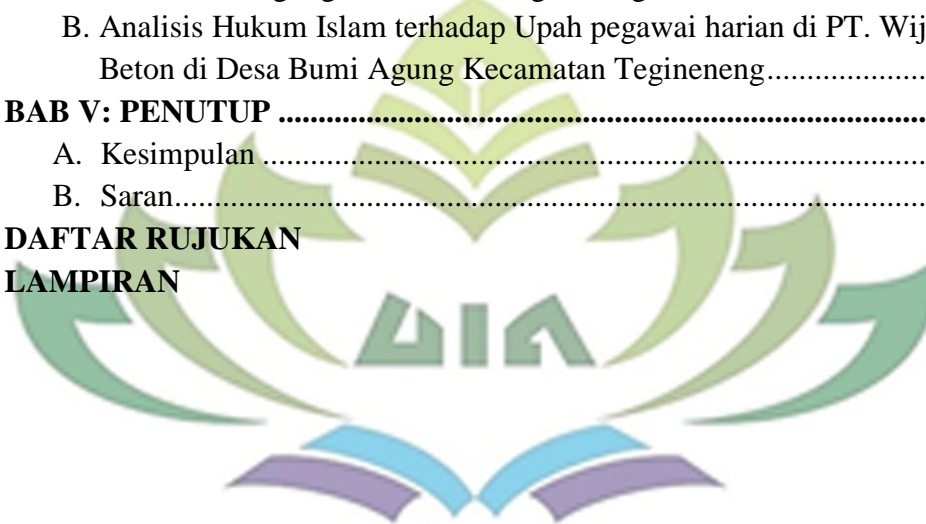 B. Analisis Hukum Islam terhadap Upah pegawai harian di PT. Wij
Beton di Desa Bumi Agung Kecamatan Tegineneng....................
BAB V: PENUTUP ....................................................................................
A. Kesimpulan ....................................................................................
B. Saran................................................................................................
DAFTAR RUJUKAN
LAMPIRAN
UIN